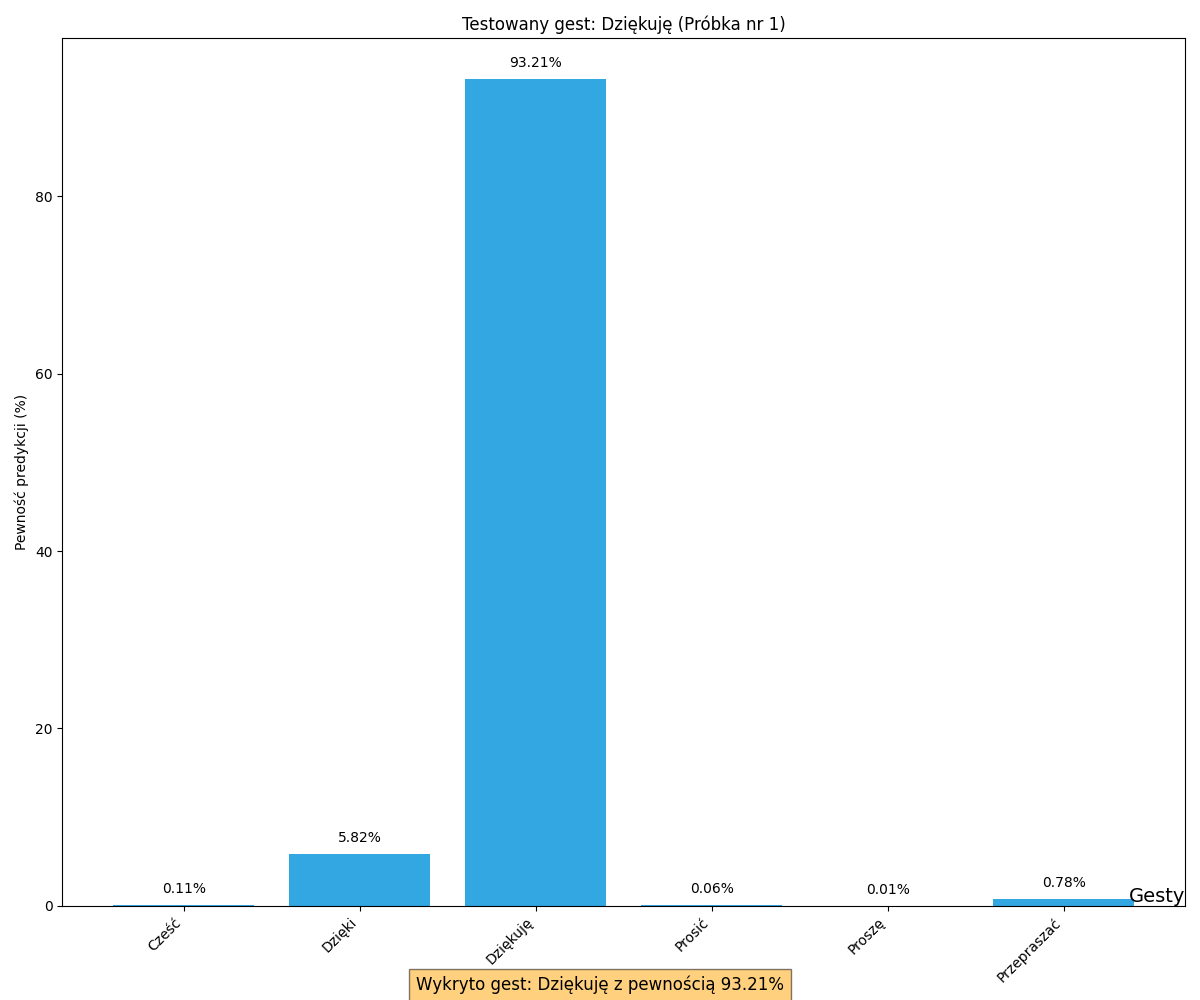 Testowany gest: Dziękuję (Próbka nr 1)
93.21%
80
60
Pewność predykcji (%)
40
20
5.82%
0.11%
0.06%
0.01%
0.78%
0
Gesty
Cześć
Dzięki
Dziękuję
Prosić
Proszę
Przepraszać
Wykryto gest: Dziękuję z pewnością 93.21%